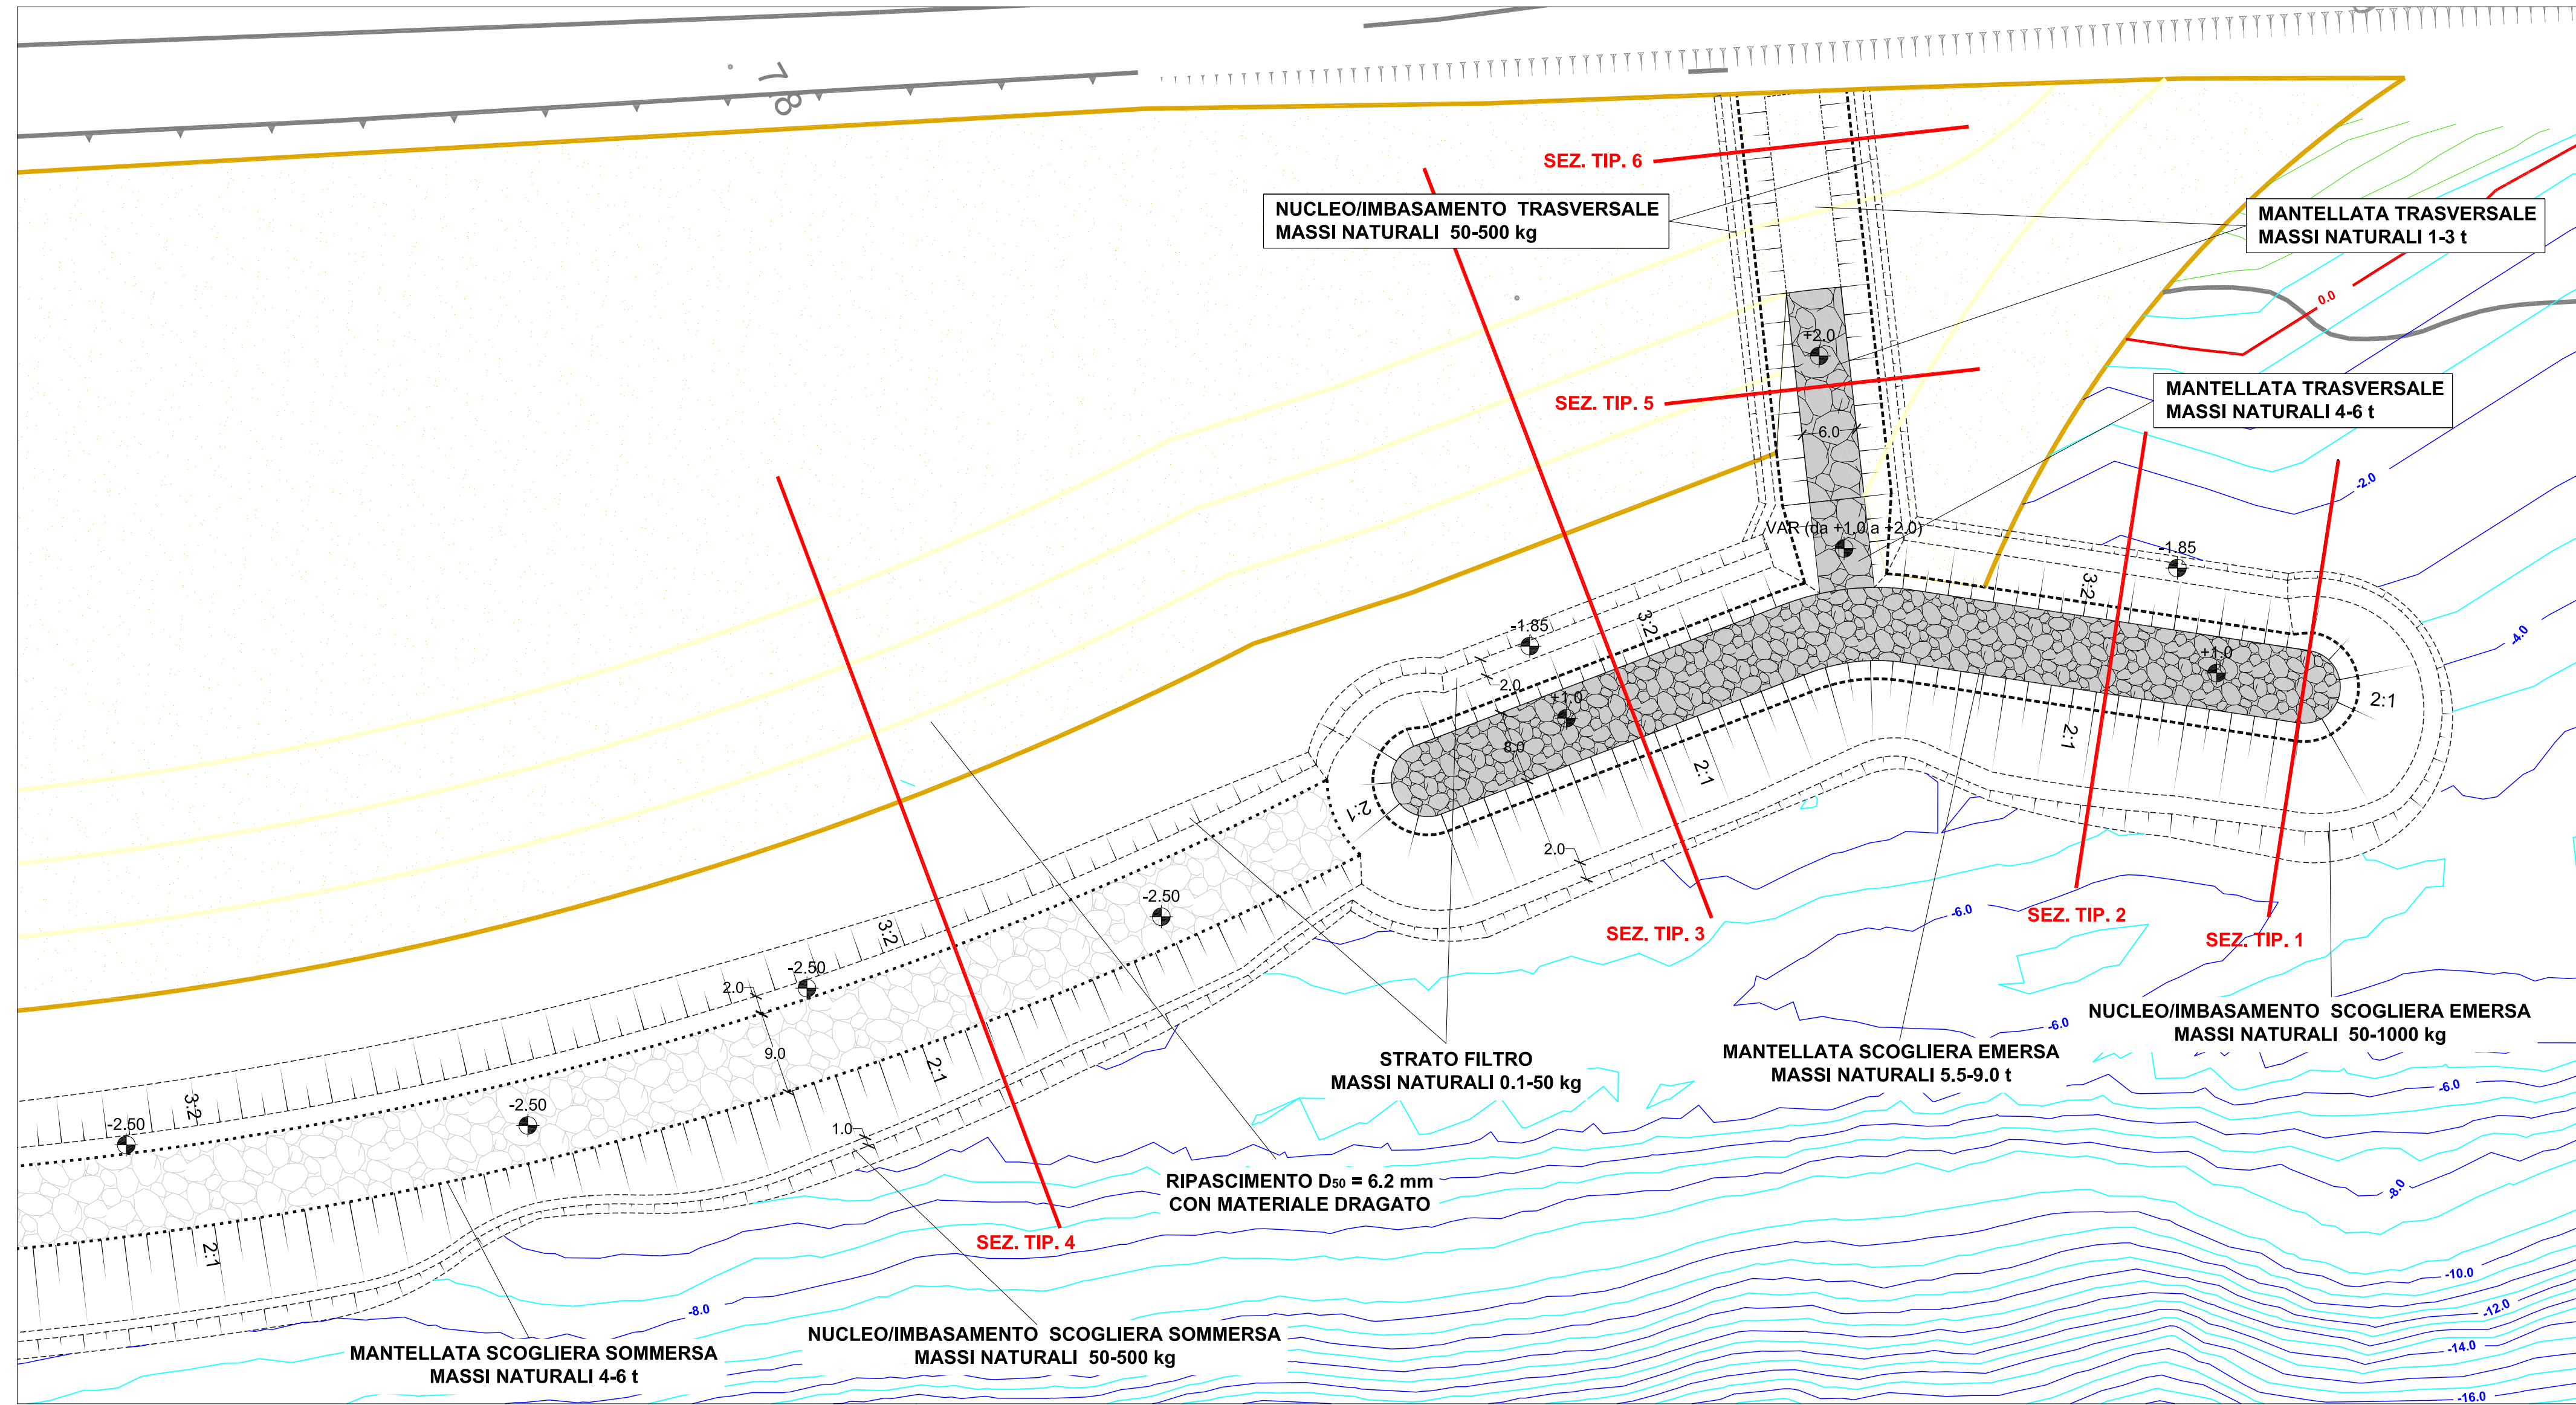 78
SEZ. TIP. 6
NUCLEO/IMBASAMENTO TRASVERSALE
MASSI NATURALI 50-500 kg
MANTELLATA TRASVERSALE
MASSI NATURALI 1-3 t
0.0
+2.0
SEZ. TIP. 5
MANTELLATA TRASVERSALE
MASSI NATURALI 4-6 t
6.0
-2.0
VAR (da +1.0 a +2.0)
-1.85
3:2
-1.85
3:2
-4.0
+1.0
2.0
+1.0
2:1
2:1
8.0
2:1
2:1
2.0
-2.50
-6.0
SEZ. TIP. 2
SEZ. TIP. 3
SEZ. TIP. 1
3:2
-2.50
2.0
9.0
2:1
-6.0
NUCLEO/IMBASAMENTO SCOGLIERA EMERSA
MASSI NATURALI 50-1000 kg
MANTELLATA SCOGLIERA EMERSA
MASSI NATURALI 5.5-9.0 t
STRATO FILTRO
MASSI NATURALI 0.1-50 kg
-6.0
3:2
-2.50
-2.50
1.0
RIPASCIMENTO D50 = 6.2 mm
CON MATERIALE DRAGATO
-8.0
SEZ. TIP. 4
2:1
-10.0
-8.0
-12.0
NUCLEO/IMBASAMENTO SCOGLIERA SOMMERSA
MASSI NATURALI 50-500 kg
MANTELLATA SCOGLIERA SOMMERSA
MASSI NATURALI 4-6 t
-14.0
-16.0